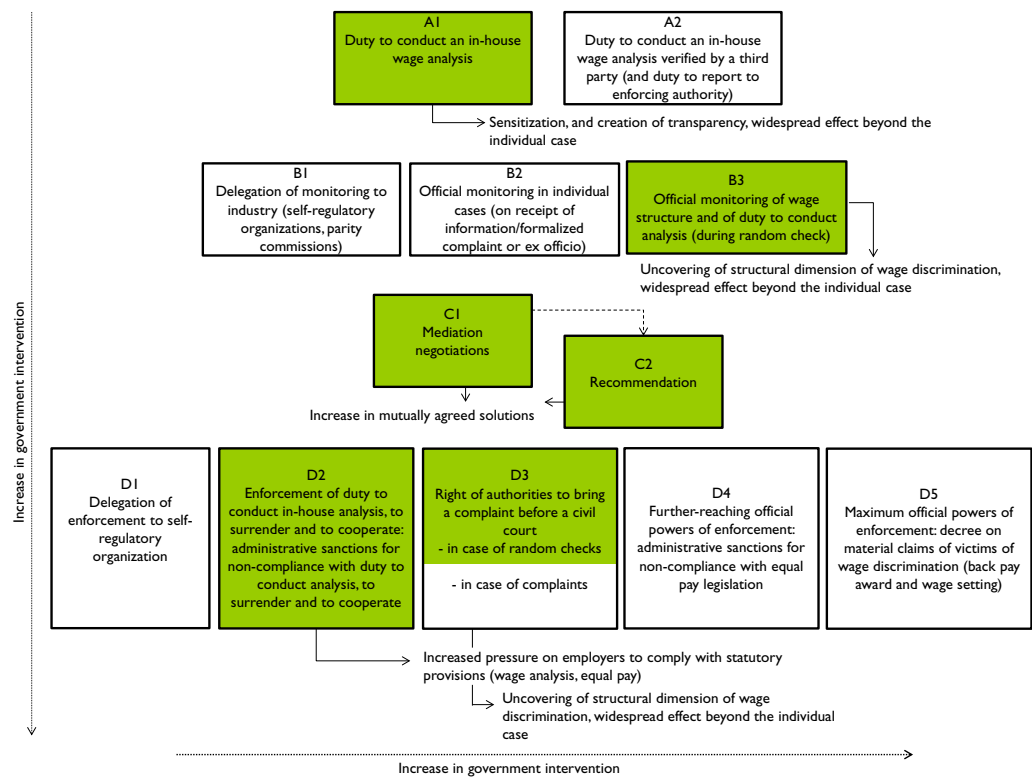 A1
Duty to conduct an in-house
wage analysis
A2
Duty to conduct an in-house
wage analysis verified by a third
party (and duty to report to
enforcing authority)
Sensitization, and creation of transparency, widespread effect beyond the
individual case
B1
Delegation of monitoring to
industry (self-regulatory
organizations, parity
commissions)
B2
Official monitoring in individual
cases (on receipt of
information/formalized
complaint or ex officio)
B3
Official monitoring of wage
structure and of duty to conduct
analysis (during random check)
Uncovering of structural dimension of wage discrimination,
widespread effect beyond the individual case
C1
Mediation
negotiations
C2
Recommendation
Increase in mutually agreed solutions
D1
Delegation of
enforcement to self-
regulatory
organization
D2
Enforcement of duty to
conduct in-house analysis, to
surrender and to cooperate:
administrative sanctions for
non-compliance with duty to
conduct analysis, to
surrender and to cooperate
D3
Right of authorities to bring
a complaint before a civil
court
- in case of random checks
- in case of complaints
D4
Further-reaching official
powers of enforcement:
administrative sanctions for
non-compliance with equal
pay legislation
D5
Maximum official powers of
enforcement: decree on
material claims of victims of
wage discrimination (back pay
award and wage setting)
Increased pressure on employers to comply with statutory
provisions (wage analysis, equal pay)
Uncovering of structural dimension of wage
discrimination, widespread effect beyond the individual
case
Increase in government intervention
Increase in government intervention